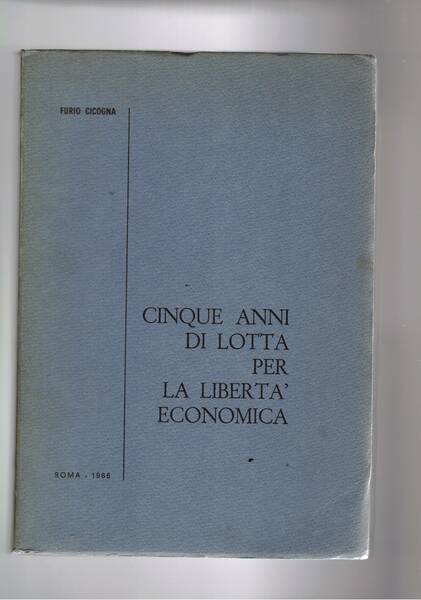 FURIO CICOGNA
CINQUE ANNI
DI LOTTA
PER
LA LIBERTA'
ECONOMICA
ROMA - 1966